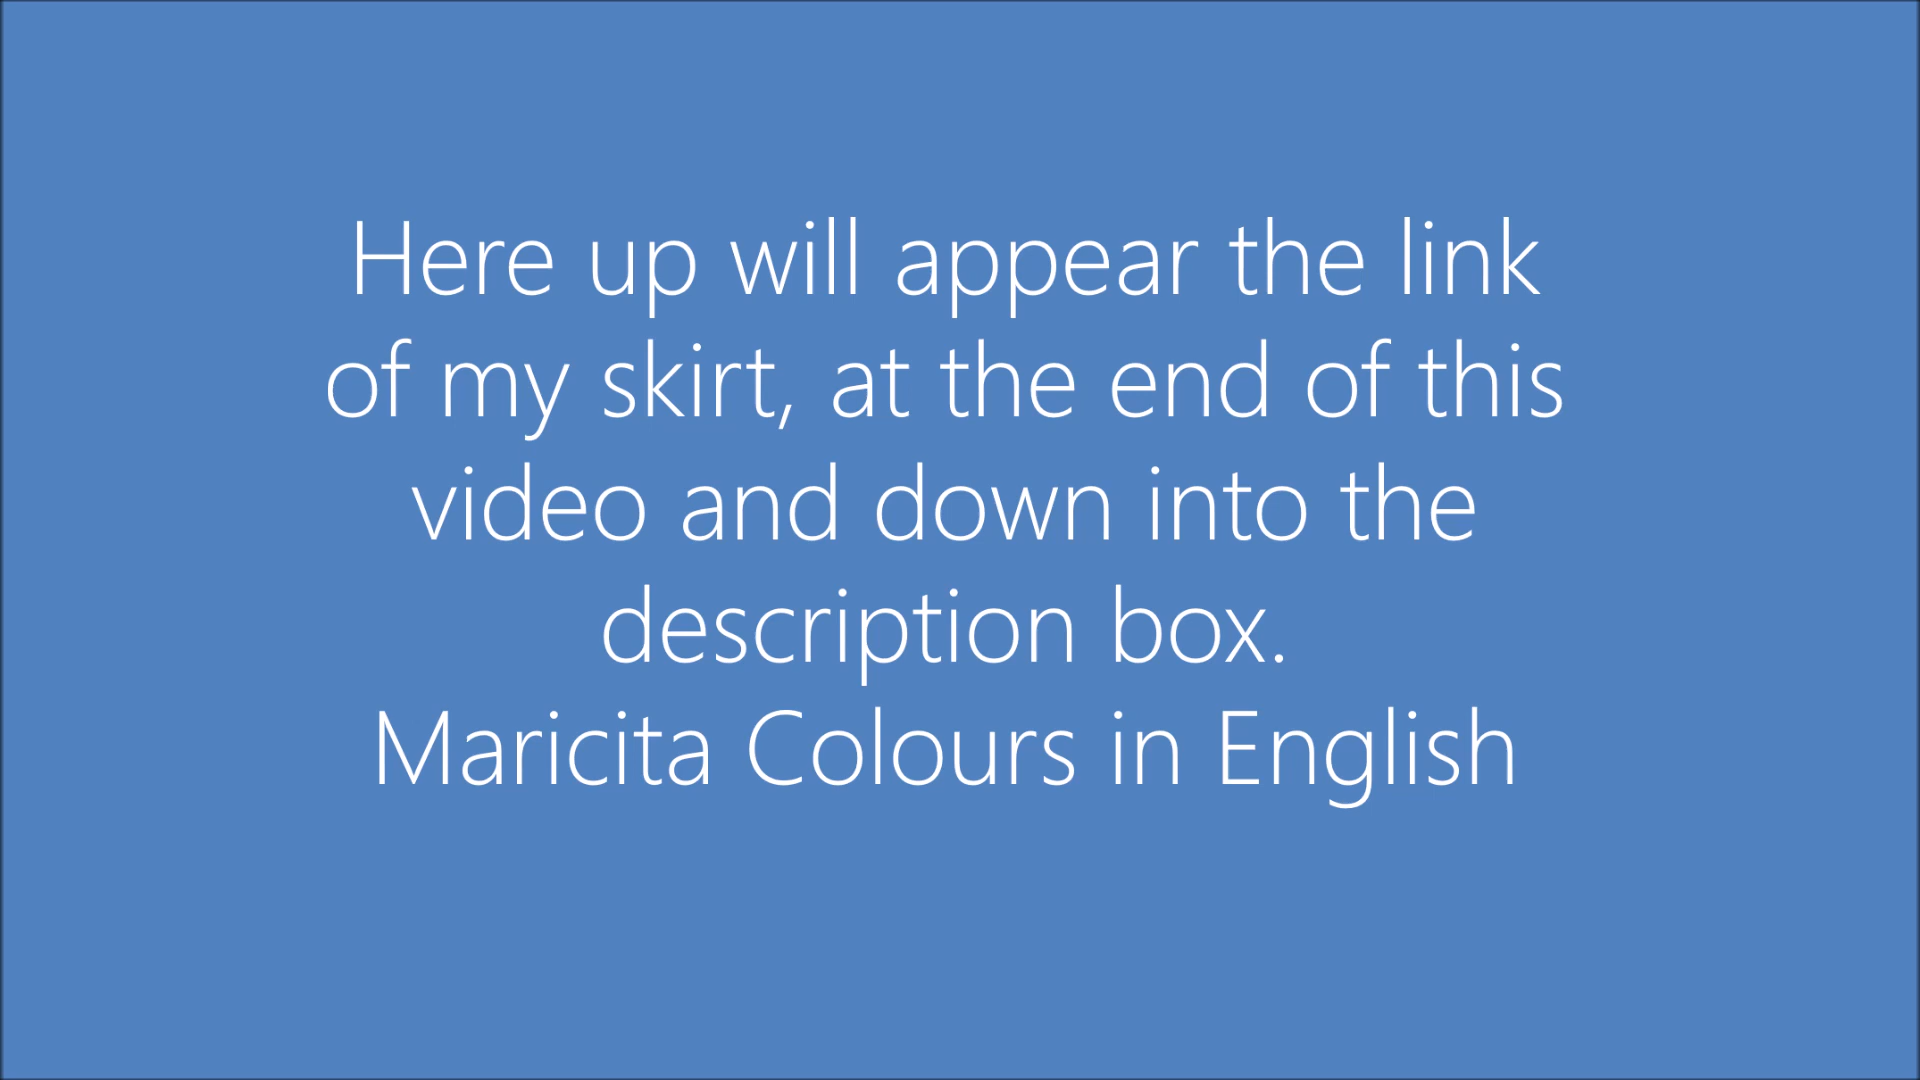 Here up will appear the link
of my skirt, at the end of this
video and down into the
description box.
Maricita Colours in English